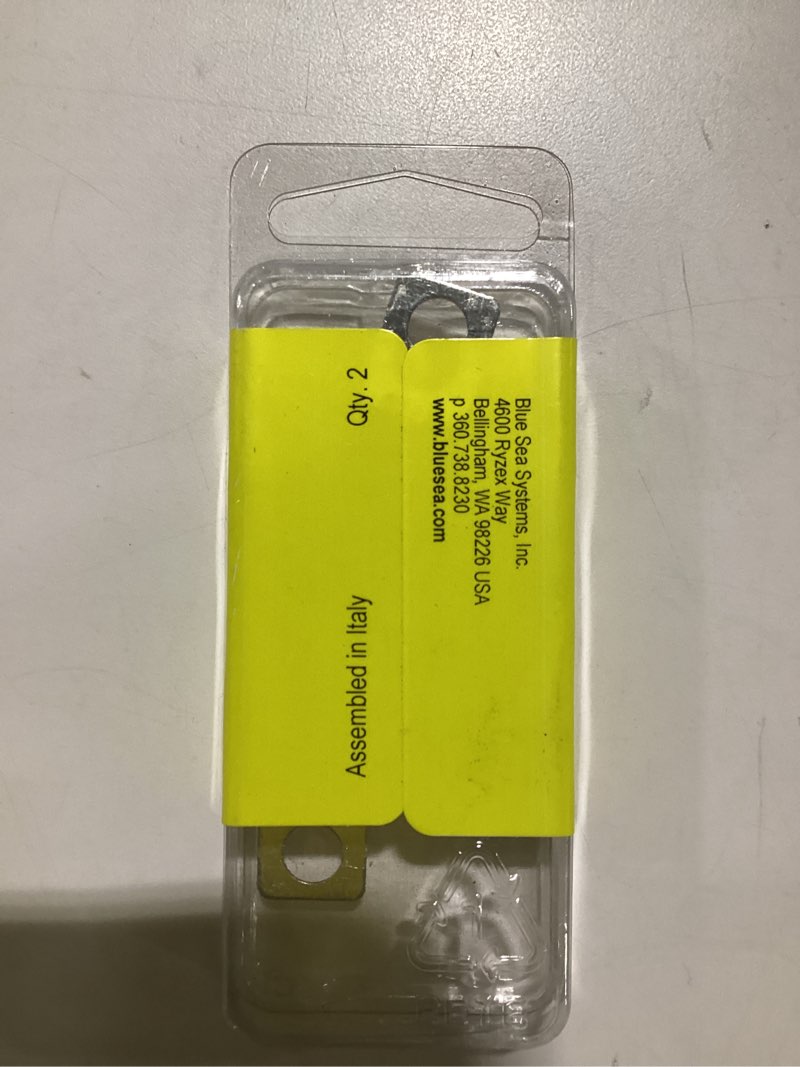 Blue Sea Systems, Inc.
4600 Ryzex Way
Bellingham, WA 98226 USA
p 360.738.8230
www.bluesea.com
Assembled in Italy
Qty. 2